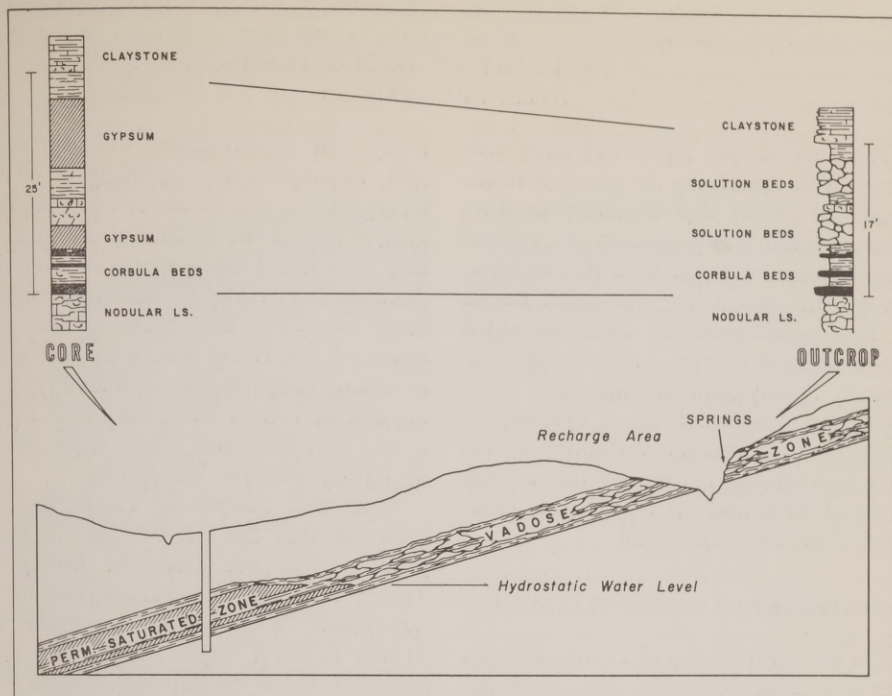 CLAYSTONE
GYPSUM
25'
GYPSUM
CORBULA BEDS
NODULAR LS.
CORE
CLAYSTONE
SOLUTION BEDS
SOLUTION BEDS
17'
CORBULA BEDS
NODULAR LS.
OUTCROP
SPRINGS
Recharge Area
ZONE
VADOSE
Hydrostatic Water Level
PERM-SATURATED-ZONE